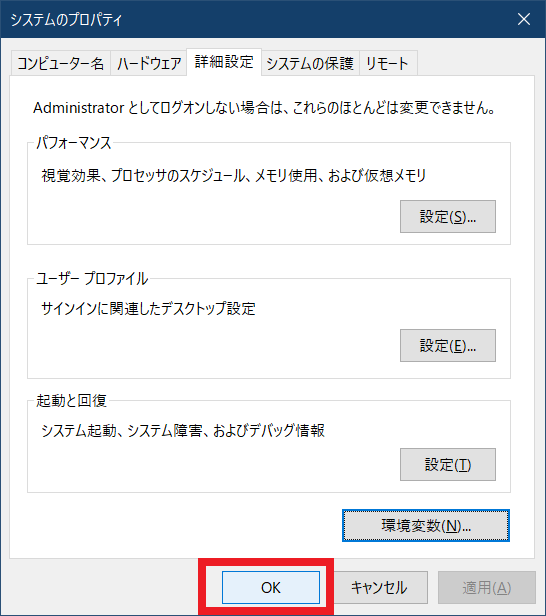 システムのプロパティ
コンピューター名 ハードウェア 詳細設定 システムの保護 リモート
Administrator としてログオンしない場合は、これらのほとんどは変更できません。
パフォーマンス
視覚効果、プロセッサのスケジュール、メモリ使用、および仮想メモリ
設定(S)...
ユーザー プロファイル
サインインに関連したデスクトップ設定
設定(E)...
起動と回復
システム起動、システム障害、およびデバッグ情報
設定(T)
環境変数(N)...
OK キャンセル 適用(A)